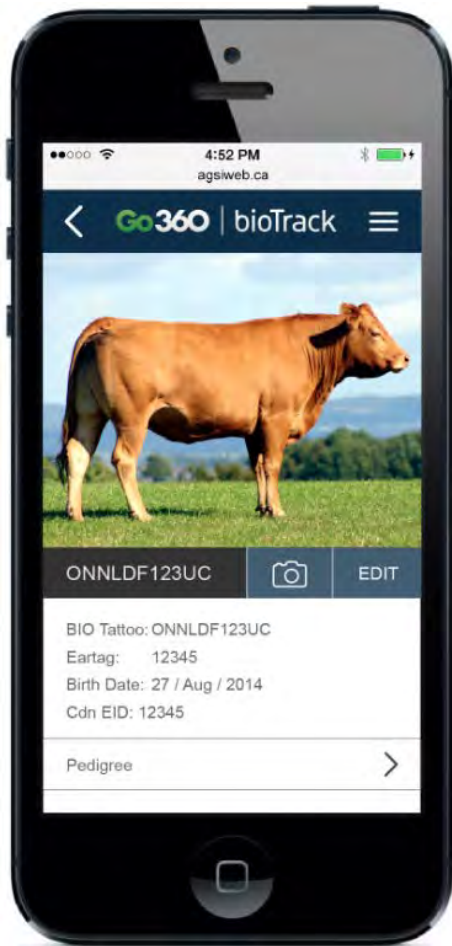 4:52 PM
agsiweb.ca
Go360 | bioTrack
ONNLDF123UC
EDIT
BIO Tattoo: ONNLDF123UC
Eartag: 12345
Birth Date: 27 / Aug / 2014
Cdn EID: 12345
Pedigree